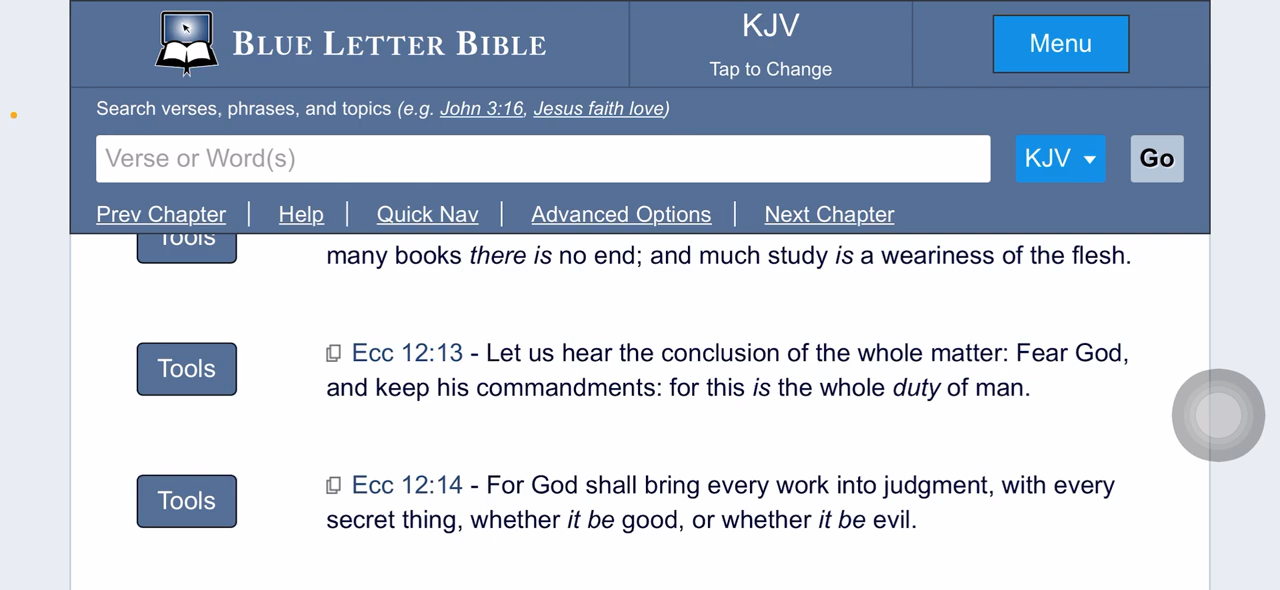 BLUE LETTER BIBLE
KJV
Tap to Change
Menu
Search verses, phrases, and topics (e.g. John 3:16, Jesus faith love)
Verse or Word(s)
KJV
Go
Prev Chapter | Help | Quick Nav | Advanced Options | Next Chapter
Tools
many books there is no end; and much study is a weariness of the flesh.
Tools
Ecc 12:13 - Let us hear the conclusion of the whole matter: Fear God,
and keep his commandments: for this is the whole duty of man.
Tools
Ecc 12:14 - For God shall bring every work into judgment, with every
secret thing, whether it be good, or whether it be evil.